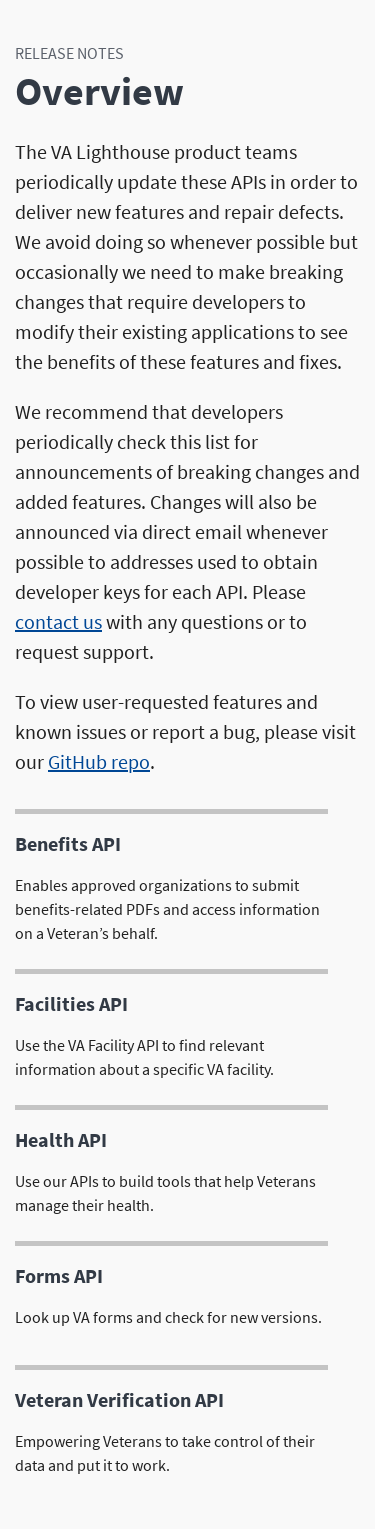 RELEASE NOTES
Overview
The VA Lighthouse product teams
periodically update these APIs in order to
deliver new features and repair defects.
We avoid doing so whenever possible but
occasionally we need to make breaking
changes that require developers to
modify their existing applications to see
the benefits of these features and fixes.
We recommend that developers
periodically check this list for
announcements of breaking changes and
added features. Changes will also be
announced via direct email whenever
possible to addresses used to obtain
developer keys for each API. Please
contact us with any questions or to
request support.
To view user-requested features and
known issues or report a bug, please visit
our GitHub repo.
Benefits API
Enables approved organizations to submit
benefits-related PDFs and access information
on a Veteran’s behalf.
Facilities API
Use the VA Facility API to find relevant
information about a specific VA facility.
Health API
Use our APIs to build tools that help Veterans
manage their health.
Forms API
Look up VA forms and check for new versions.
Veteran Verification API
Empowering Veterans to take control of their
data and put it to work.